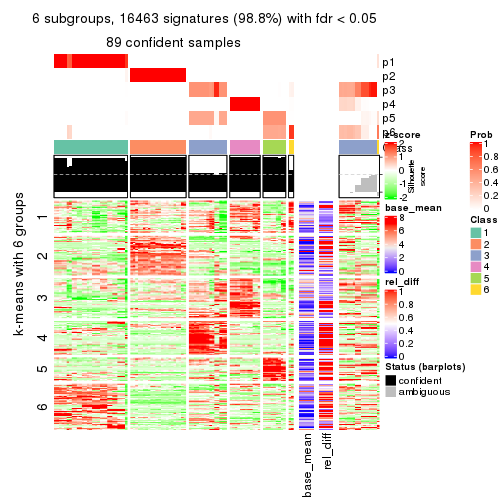 6 subgroups, 16463 signatures (98.8%) with fdr < 0.05
89 confident samples
p1
p2
p3
p4
p5
p6
Class
Silhouette
score
k-means with 6 groups
1
2
3
4
5
6
base_mean
rel_diff
z-score
2
1
0
-1
-2
base_mean
8
6
4
2
0
rel_diff
1
0.8
0.6
0.4
0.2
0
Status (barplots)
confident
ambiguous
Prob
1
0.8
0.6
0.4
0.2
0
Class
1
2
3
4
5
6